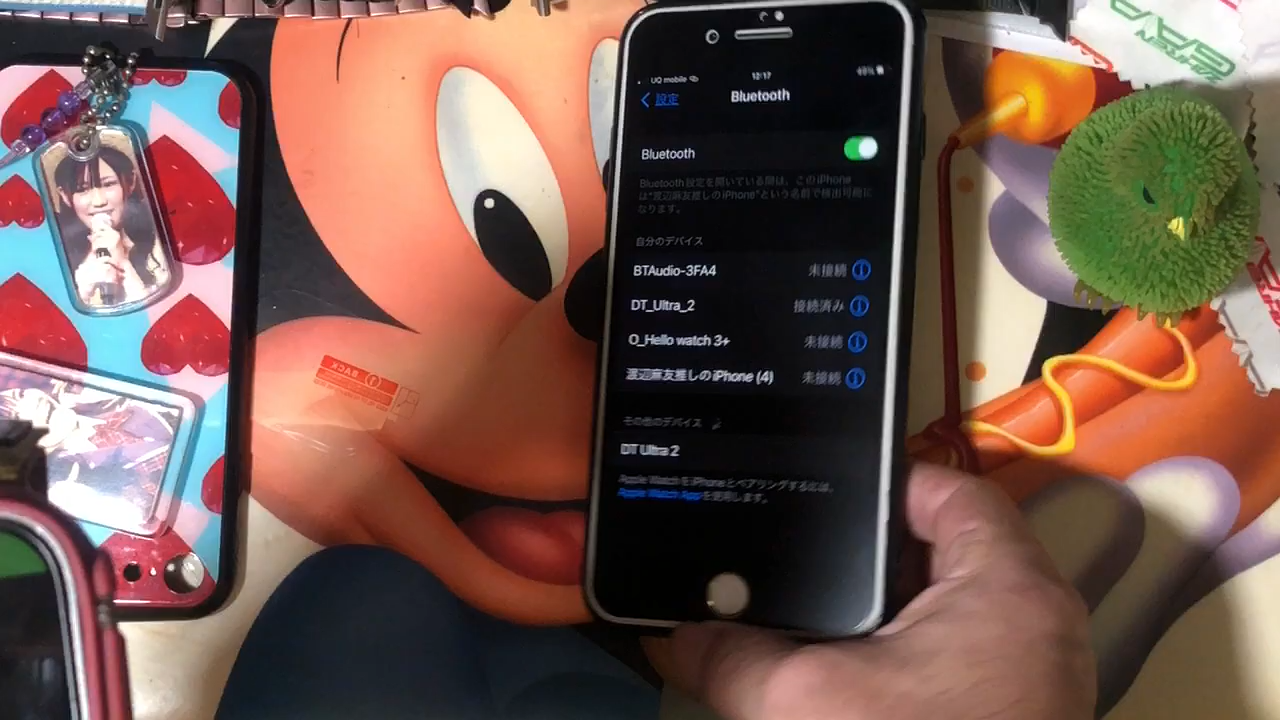 UQ mobile
12:17
設定
Bluetooth
Bluetooth
Bluetooth設定を開いている間は、このiPhone
は"渡辺麻友推しのiPhone"という名前で検出可能に
なります。
自分のデバイス
BTAudio-3FA4 未接続
DT_Ultra_2 接続済み
O_Hello watch 3+ 未接続
渡辺麻友推しのiPhone (4) 未接続
その他のデバイス
DT Ultra 2
Apple WatchをiPhoneとペアリングするには、
Apple Watch Appを使用します。
BACK